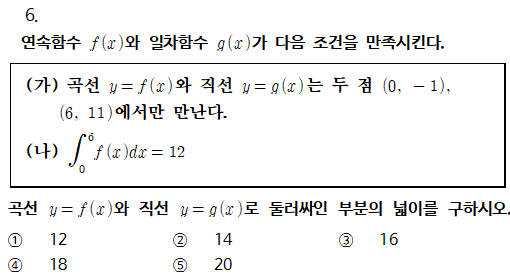 6.
연속함수 f(x)와 일차함수 g(x)가 다음 조건을 만족시킨다.
(가) 곡선 y=f(x)와 직선 y=g(x)는 두 점 (0, -1),
(6, 11)에서만 만난다.
(나) ∫₀⁶ f(x)dx=12
곡선 y=f(x)와 직선 y=g(x)로 둘러싸인 부분의 넓이를 구하시오.
① 12 ② 14 ③ 16
④ 18 ⑤ 20